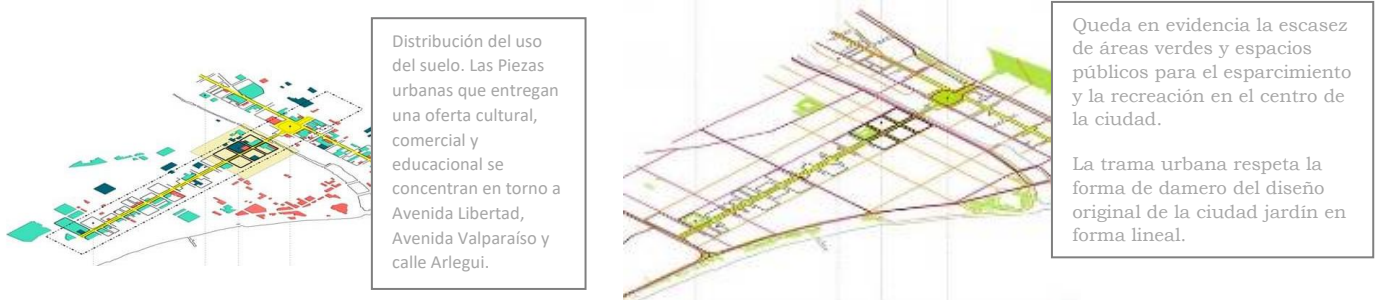 Distribución del uso
del suelo. Las Piezas
urbanas que entregan
una oferta cultural,
comercial y
educacional se
concentran en torno a
Avenida Libertad,
Avenida Valparaíso y
calle Arlegui.
Queda en evidencia la escasez
de áreas verdes y espacios
públicos para el esparcimiento
y la recreación en el centro de
la ciudad.
La trama urbana respeta la
forma de damero del diseño
original de la ciudad jardín en
forma lineal.